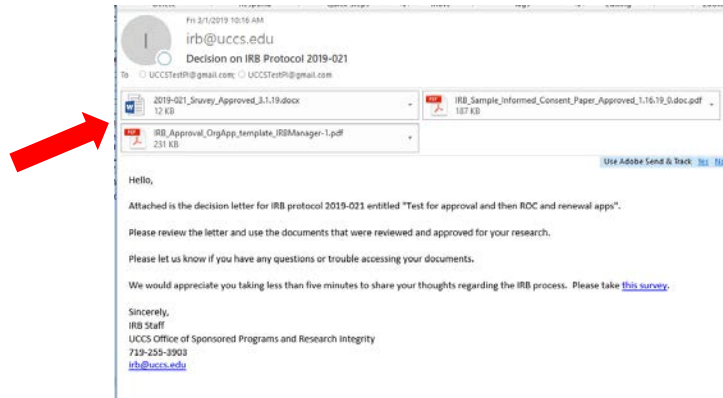 Fri 3/1/2019 10:16 AM
I
irb@uccs.edu
Decision on IRB Protocol 2019-021
To UCCSTestPI@gmail.com; UCCSTestPI@gmail.com
2019-021_Sruvey_Approved_3.1.19.docx
12 KB
IRB_Sample_Informed_Consent_Paper_Approved_1.16.19_0.doc.pdf
187 KB
IRB_Approval_OrgApp_template_IRBManager-1.pdf
231 KB
Use Adobe Send & Track Yes
Hello,
Attached is the decision letter for IRB protocol 2019-021 entitled "Test for approval and then ROC and renewal apps".
Please review the letter and use the documents that were reviewed and approved for your research.
Please let us know if you have any questions or trouble accessing your documents.
We would appreciate you taking less than five minutes to share your thoughts regarding the IRB process. Please take this survey.
Sincerely,
IRB Staff
UCCS Office of Sponsored Programs and Research Integrity
719-255-3903
irb@uccs.edu